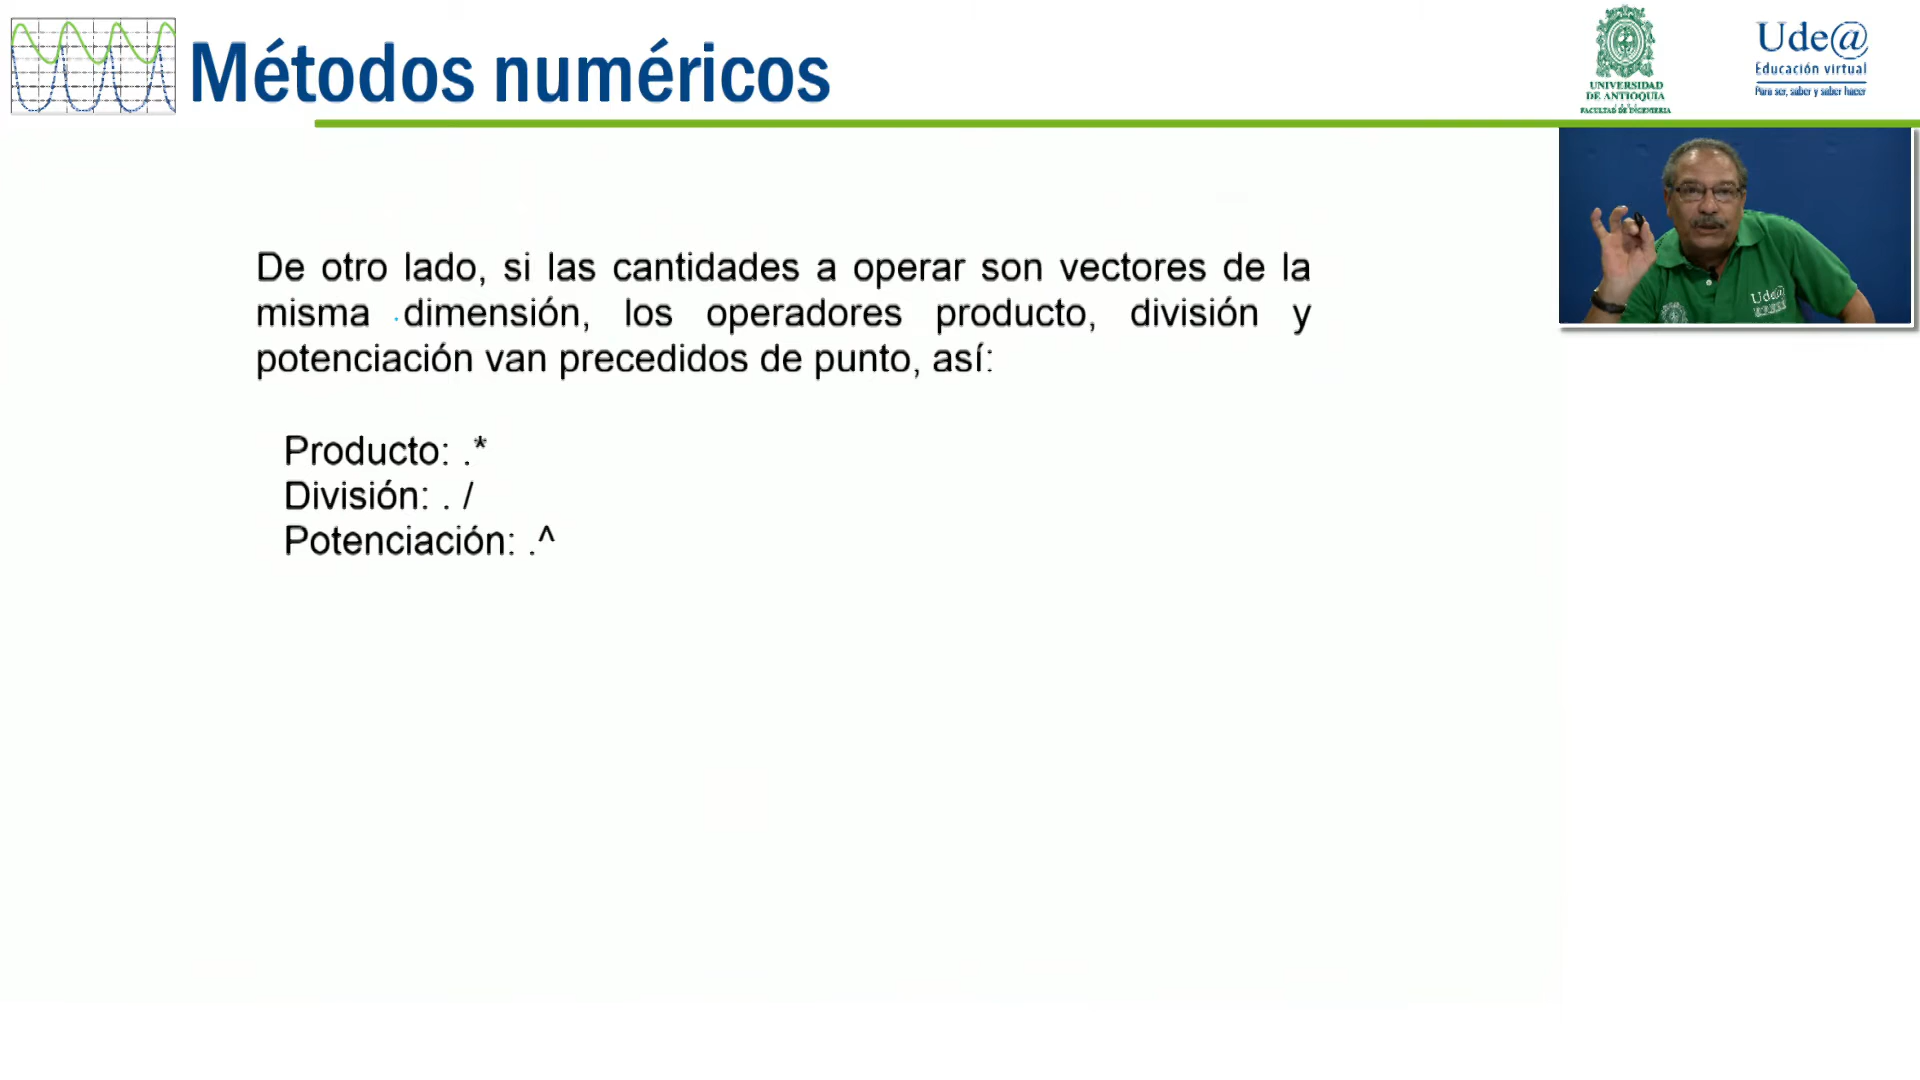 Métodos numéricos
UNIVERSIDAD
DE ANTIOQUIA
FACULTAD DE INGENIERIA
Ude@
Educación virtual
Para ser, saber y saber hacer
De otro lado, si las cantidades a operar son vectores de la
misma dimensión, los operadores producto, división y
potenciación van precedidos de punto, así:
Producto: .*
División: . /
Potenciación: .^
Ude@